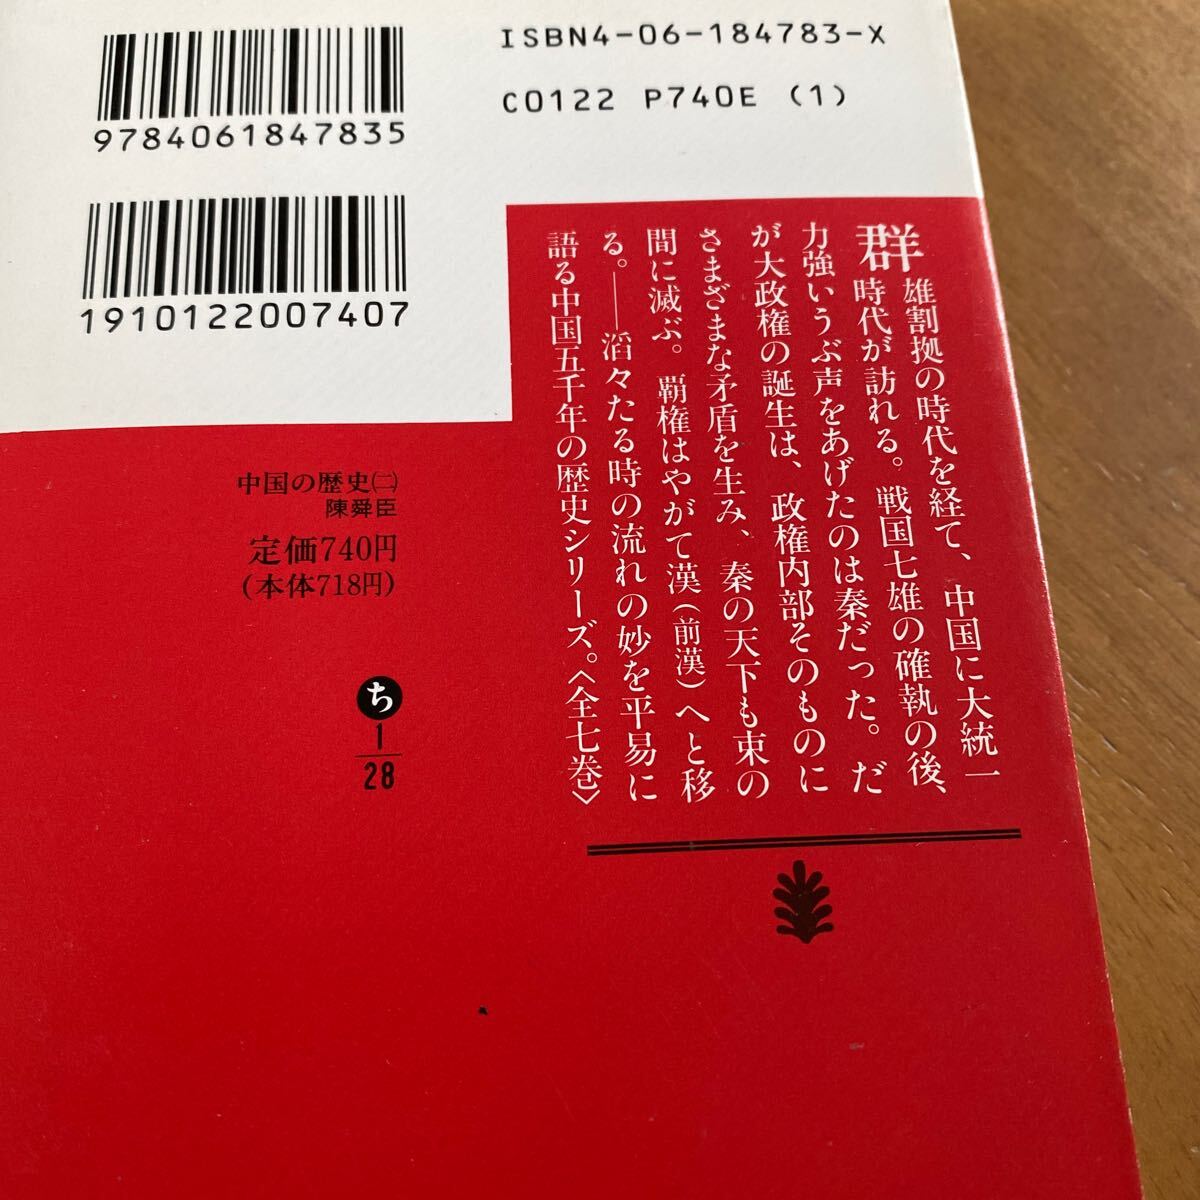 ISBN4-06-184783-X
C0122 P740E (1)
9784061847835
1910122007407
群雄割拠の時代を経て、中国に大統一
時代が訪れる。戦国七雄の確執の後、
力強いうぶ声をあげたのは秦だった。だ
が大政権の誕生は、政権内部そのものに
さまざまな矛盾を生み、秦の天下も束の
間に滅ぶ。覇権はやがて漢(前漢)へと移
る。――滔々たる時の流れの妙を平易に
語る中国五千年の歴史シリーズ。〈全七巻〉
中国の歴史㈡
陳舜臣
定価740円
(本体718円)
ち
1
28